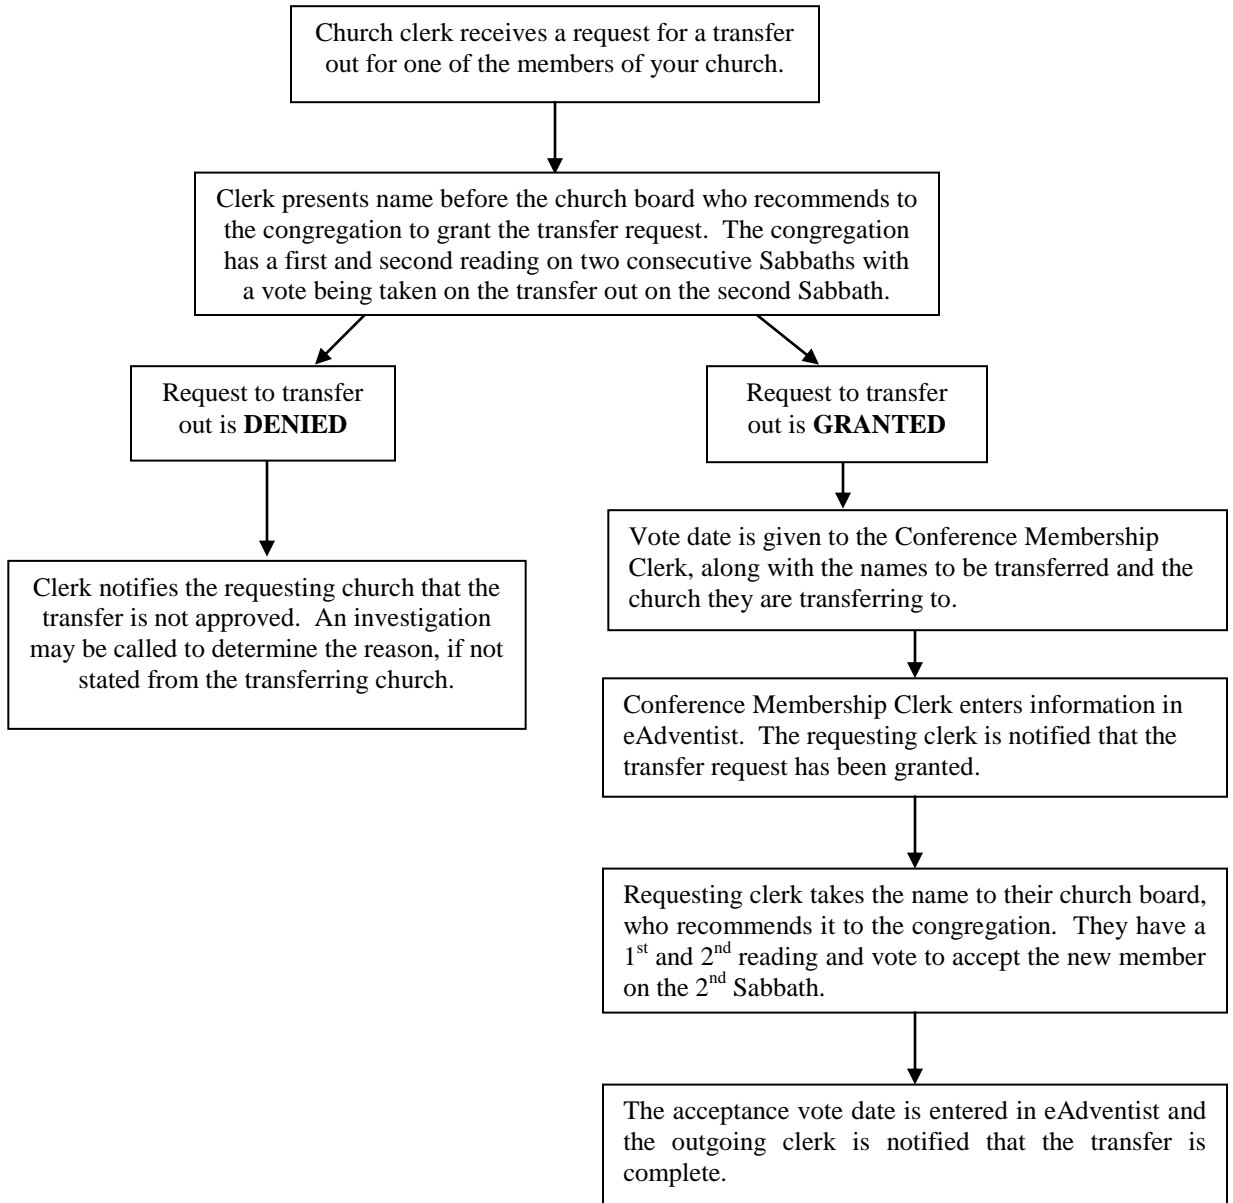 Church clerk receives a request for a transfer
out for one of the members of your church.
Clerk presents name before the church board who recommends to
the congregation to grant the transfer request.  The congregation
has a first and second reading on two consecutive Sabbaths with
a vote being taken on the transfer out on the second Sabbath.
Request to transfer
out is DENIED
Request to transfer
out is GRANTED
Clerk notifies the requesting church that the
transfer is not approved.  An investigation
may be called to determine the reason, if not
stated from the transferring church.
Vote date is given to the Conference Membership
Clerk, along with the names to be transferred and the
church they are transferring to.
Conference Membership Clerk enters information in
eAdventist.  The requesting clerk is notified that the
transfer request has been granted.
Requesting clerk takes the name to their church board,
who recommends it to the congregation.  They have a
1st and 2nd reading and vote to accept the new member
on the 2nd Sabbath.
The acceptance vote date is entered in eAdventist and
the outgoing clerk is notified that the transfer is
complete.